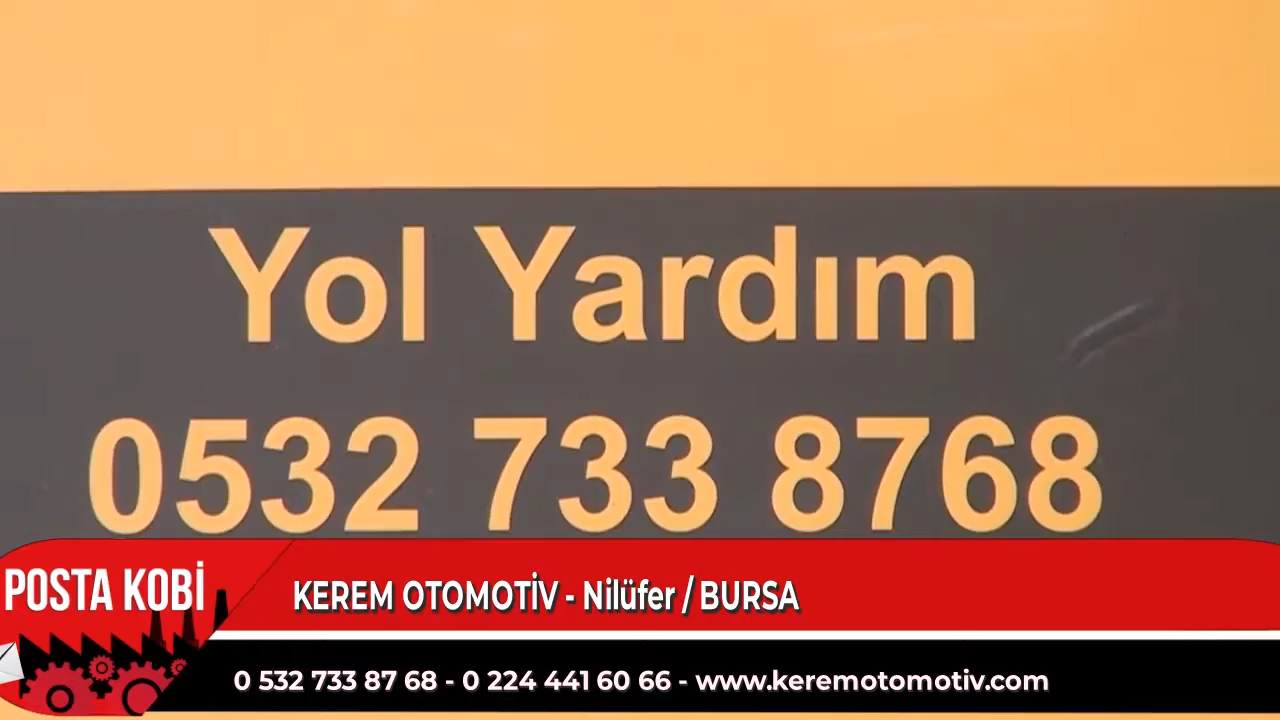 Yol Yardım
0532 733 8768
POSTA KOBİ
KEREM OTOMOTİV - Nilüfer / BURSA
0 532 733 87 68 - 0 224 441 60 66 - www.keremotomotiv.com